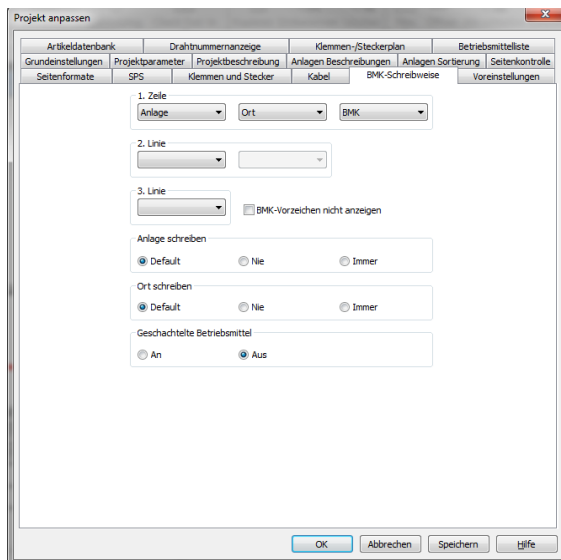 Projekt anpassen
Artikeldatenbank Drahtnummernanzeige Klemmen-/Steckerplan Betriebsmittelliste
Grundeinstellungen Projektparameter Projektbeschreibung Anlagen Beschreibungen Anlagen Sortierung Seitenkontrolle
Seitenformate SPS Klemmen und Stecker Kabel BMK-Schreibweise Voreinstellungen
1. Zeile
Anlage Ort BMK
2. Linie
3. Linie
BMK-Vorzeichen nicht anzeigen
Anlage schreiben
Default Nie Immer
Ort schreiben
Default Nie Immer
Geschachtelte Betriebsmittel
An Aus
OK Abbrechen Speichern Hilfe